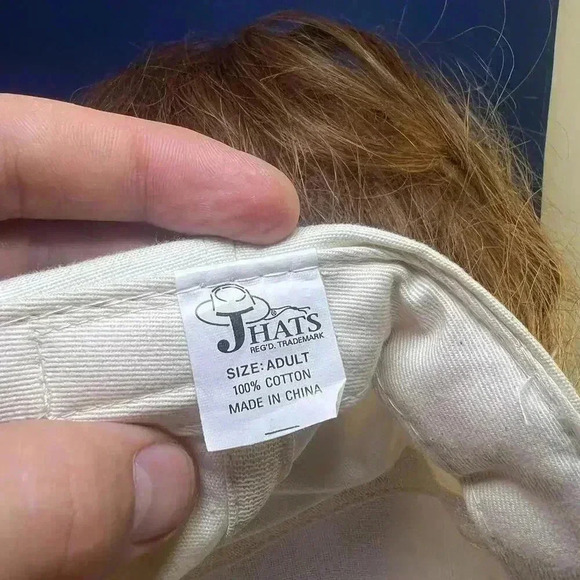 JHATS
REG'D. TRADEMARK
SIZE: ADULT
100% COTTON
MADE IN CHINA